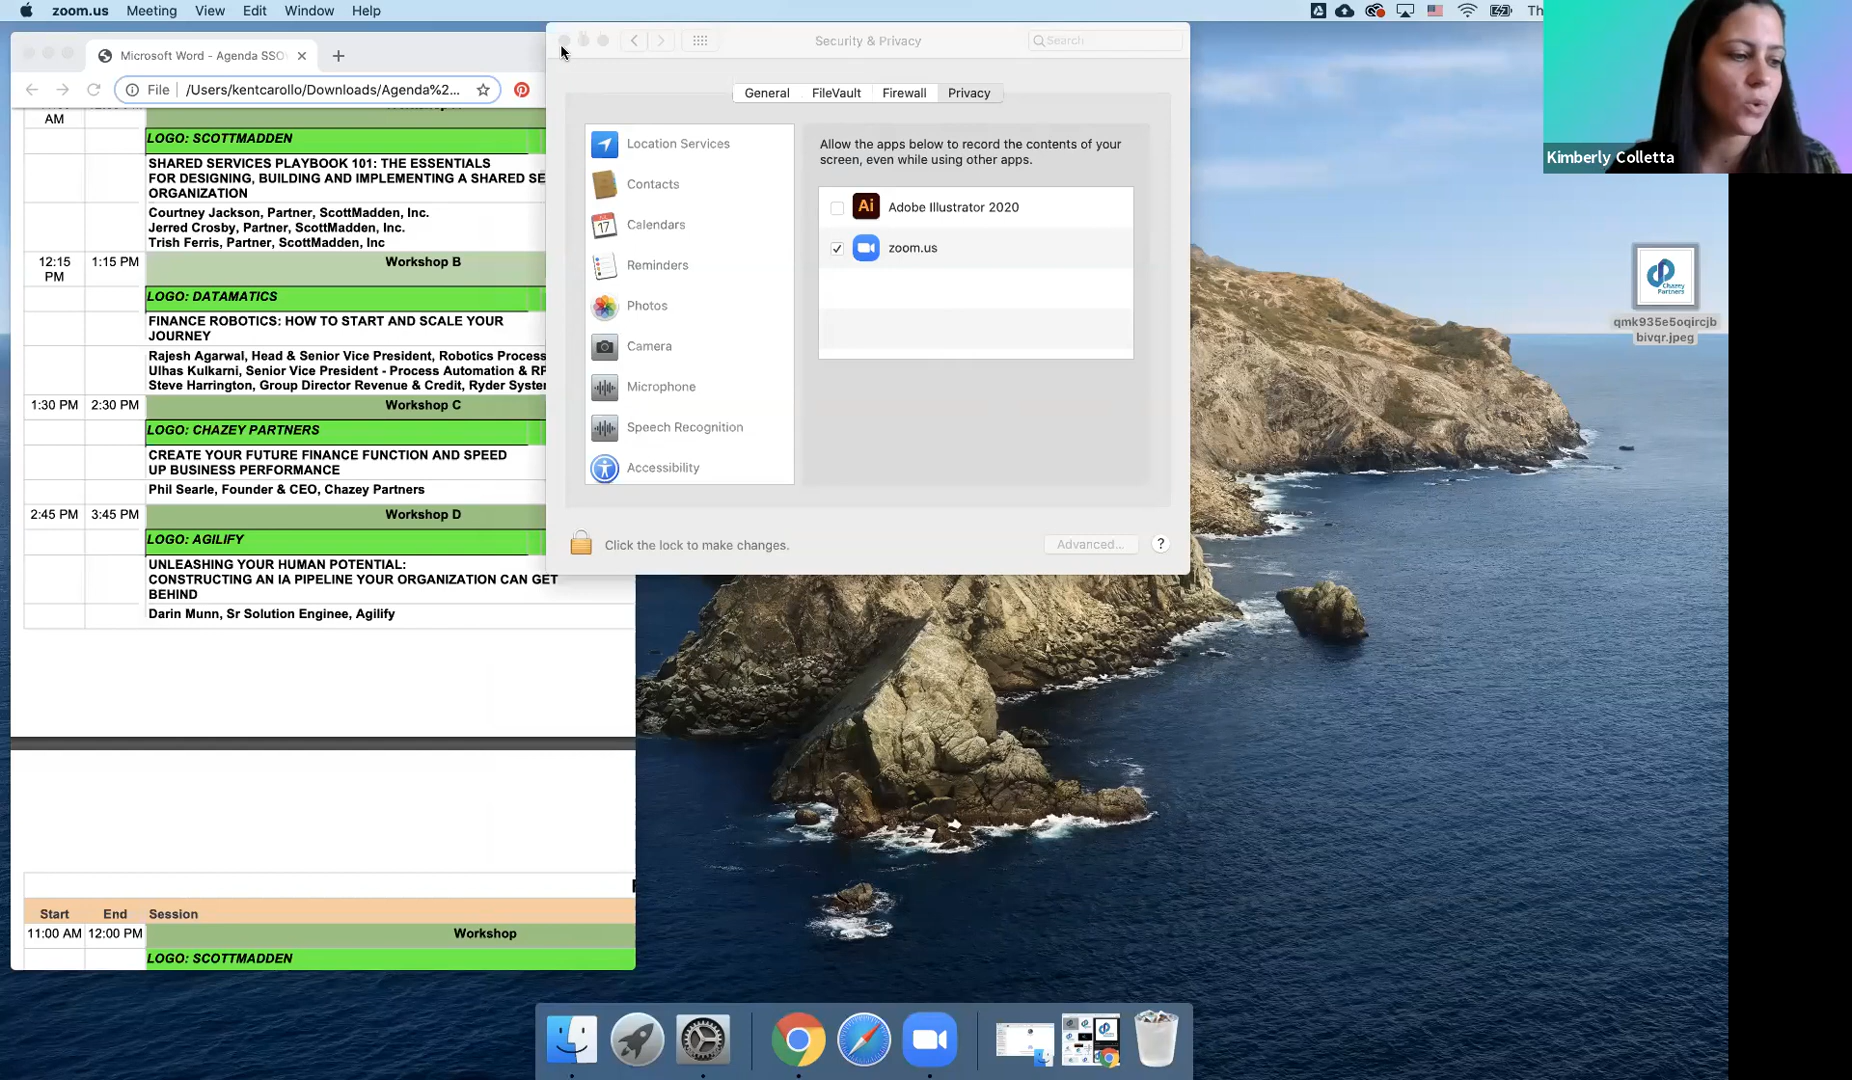 zoom.us Meeting View Edit Window Help Th
Microsoft Word - Agenda SSO
File /Users/kentcarollo/Downloads/Agenda%2...
AM
LOGO: SCOTTMADDEN
SHARED SERVICES PLAYBOOK 101: THE ESSENTIALS
FOR DESIGNING, BUILDING AND IMPLEMENTING A SHARED SE
ORGANIZATION
Courtney Jackson, Partner, ScottMadden, Inc.
Jerred Crosby, Partner, ScottMadden, Inc.
Trish Ferris, Partner, ScottMadden, Inc
12:15 PM 1:15 PM Workshop B
LOGO: DATAMATICS
FINANCE ROBOTICS: HOW TO START AND SCALE YOUR
JOURNEY
Rajesh Agarwal, Head & Senior Vice President, Robotics Process
Ulhas Kulkarni, Senior Vice President - Process Automation & RP
Steve Harrington, Group Director Revenue & Credit, Ryder System
1:30 PM 2:30 PM Workshop C
LOGO: CHAZEY PARTNERS
CREATE YOUR FUTURE FINANCE FUNCTION AND SPEED
UP BUSINESS PERFORMANCE
Phil Searle, Founder & CEO, Chazey Partners
2:45 PM 3:45 PM Workshop D
LOGO: AGILIFY
UNLEASHING YOUR HUMAN POTENTIAL:
CONSTRUCTING AN IA PIPELINE YOUR ORGANIZATION CAN GET
BEHIND
Darin Munn, Sr Solution Enginee, Agilify
Start End Session
11:00 AM 12:00 PM Workshop
LOGO: SCOTTMADDEN
Security & Privacy
Search
General FileVault Firewall Privacy
Location Services
Contacts
17 Calendars
Reminders
Photos
Camera
Microphone
Speech Recognition
Accessibility
Allow the apps below to record the contents of your
screen, even while using other apps.
Ai Adobe Illustrator 2020
zoom.us
Click the lock to make changes.
Advanced... ?
Kimberly Colletta
Chazey
Partners
qmk935e5oqircjb
bivqr.jpeg